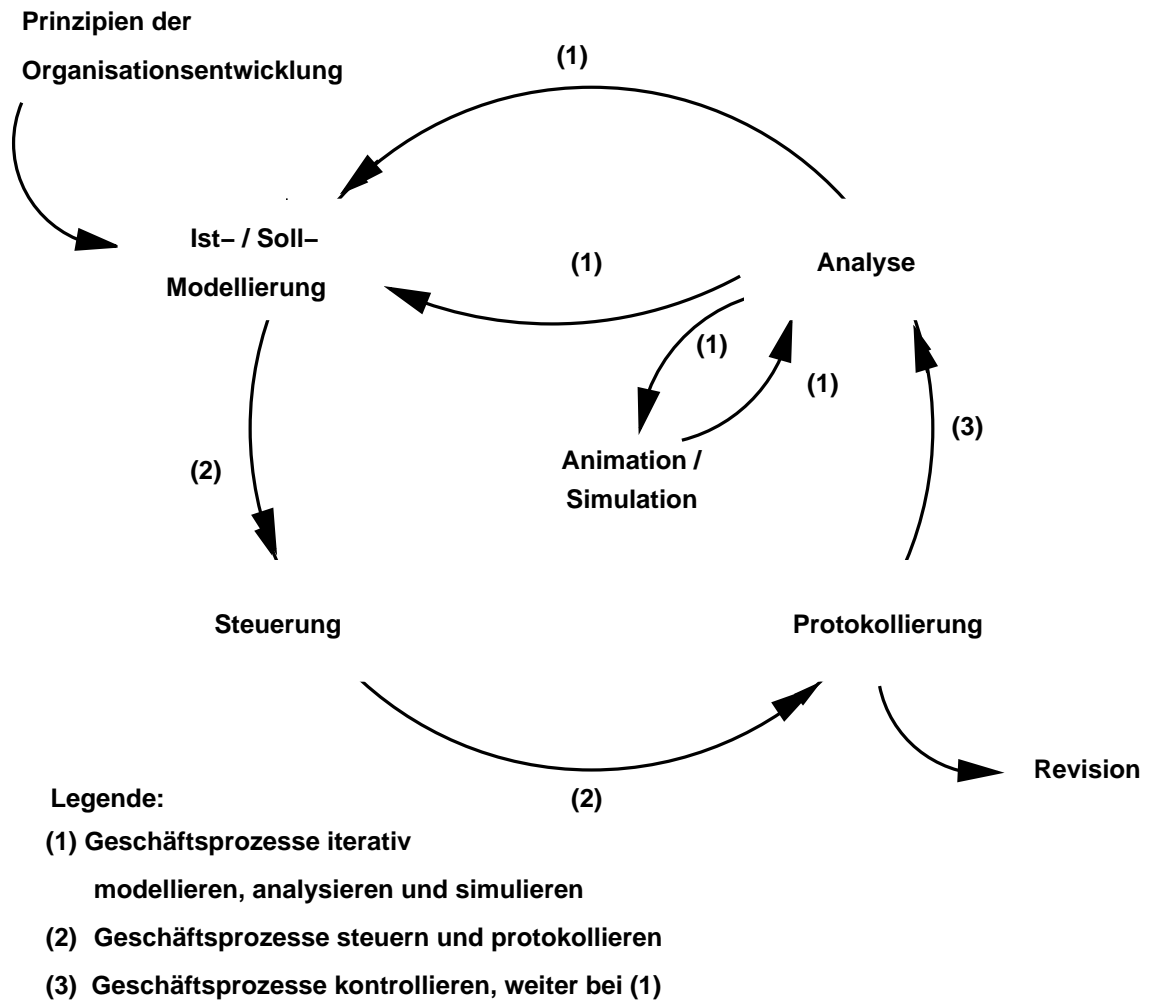 Prinzipien der
Organisationsentwicklung
(1)
Ist– / Soll–
Modellierung
(1)
Analyse
(1)
(1)
(3)
(2)
Animation /
Simulation
Steuerung
Protokollierung
Revision
(2)
Legende:
(1) Geschäftsprozesse iterativ
modellieren, analysieren und simulieren
(2) Geschäftsprozesse steuern und protokollieren
(3) Geschäftsprozesse kontrollieren, weiter bei (1)